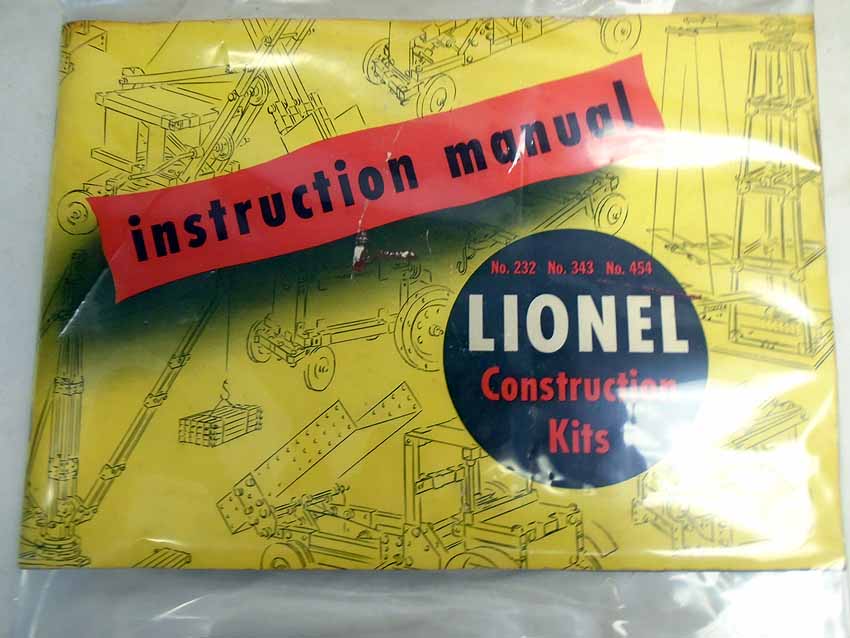 instruction manual
No. 232 No. 343 No. 454
LIONEL
Construction
Kits